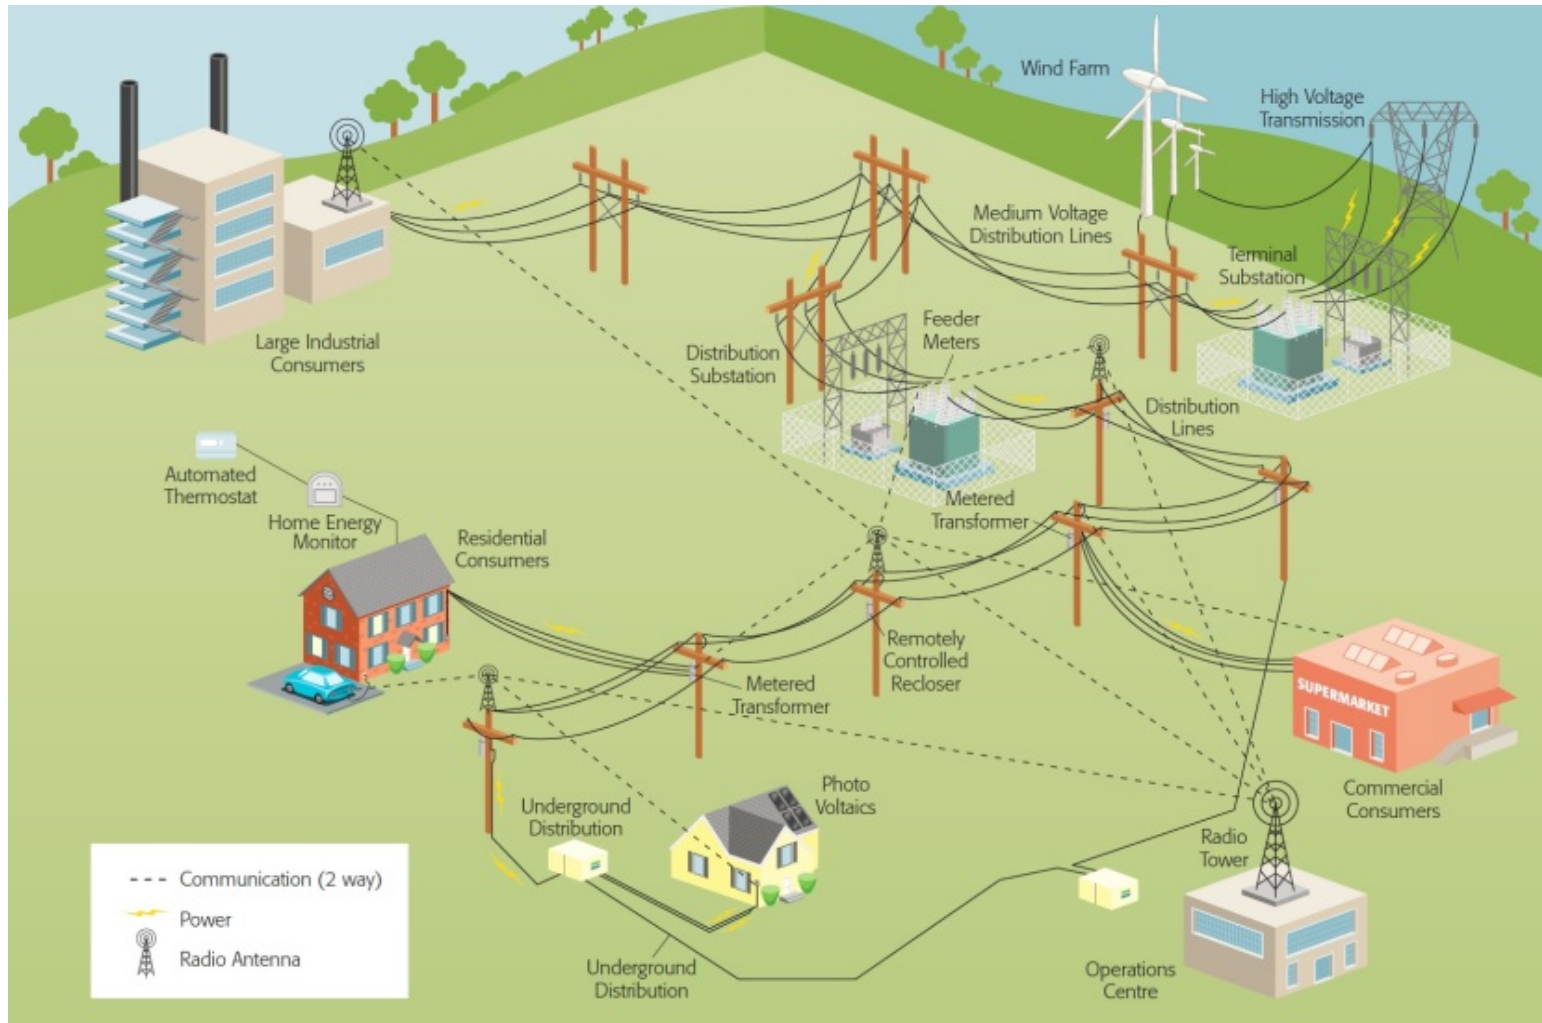 Wind Farm
High Voltage
Transmission
Medium Voltage
Distribution Lines
Terminal
Substation
Large Industrial
Consumers
Feeder
Meters
Distribution
Substation
Distribution
Lines
Automated
Thermostat
Home Energy
Monitor
Residential
Consumers
Metered
Transformer
Remotely
Controlled
Recloser
Metered
Transformer
SUPERMARKET
Commercial
Consumers
Photo
Voltaics
Underground
Distribution
Radio
Tower
Communication (2 way)
Power
Radio Antenna
Underground
Distribution
Operations
Centre